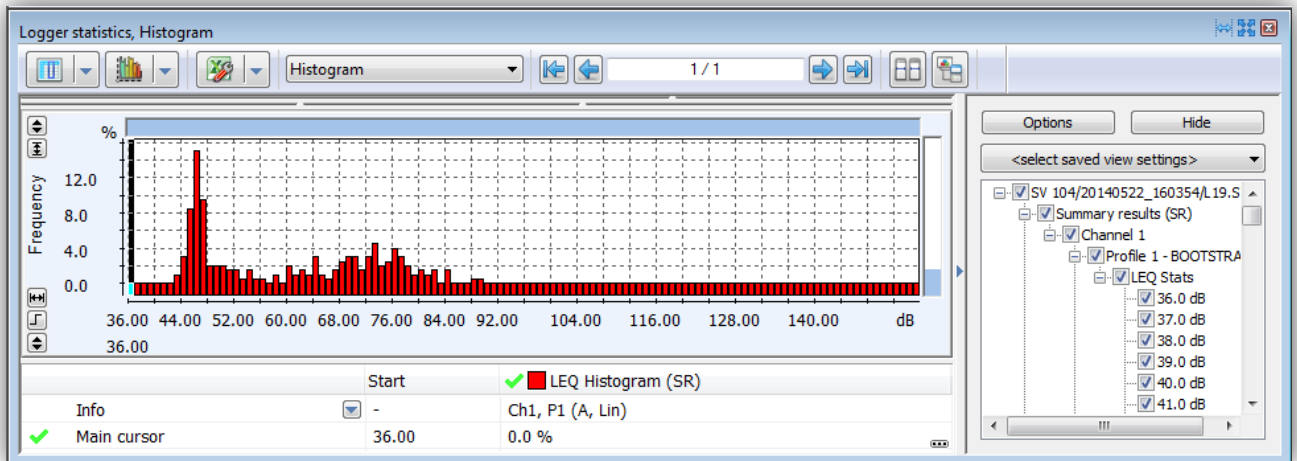 Logger statistics, Histogram
Histogram
1 / 1
%
12.0
8.0
4.0
0.0
Frequency
36.00 44.00 52.00 60.00 68.00 76.00 84.00 92.00 104.00 116.00 128.00 140.00 dB
36.00
Start LEQ Histogram (SR)
Info - Ch1, P1 (A, Lin)
Main cursor 36.00 0.0 %
Options Hide
<select saved view settings>
SV 104/20140522_160354/L19.S
Summary results (SR)
Channel 1
Profile 1 - BOOTSTRA
LEQ Stats
36.0 dB
37.0 dB
38.0 dB
39.0 dB
40.0 dB
41.0 dB